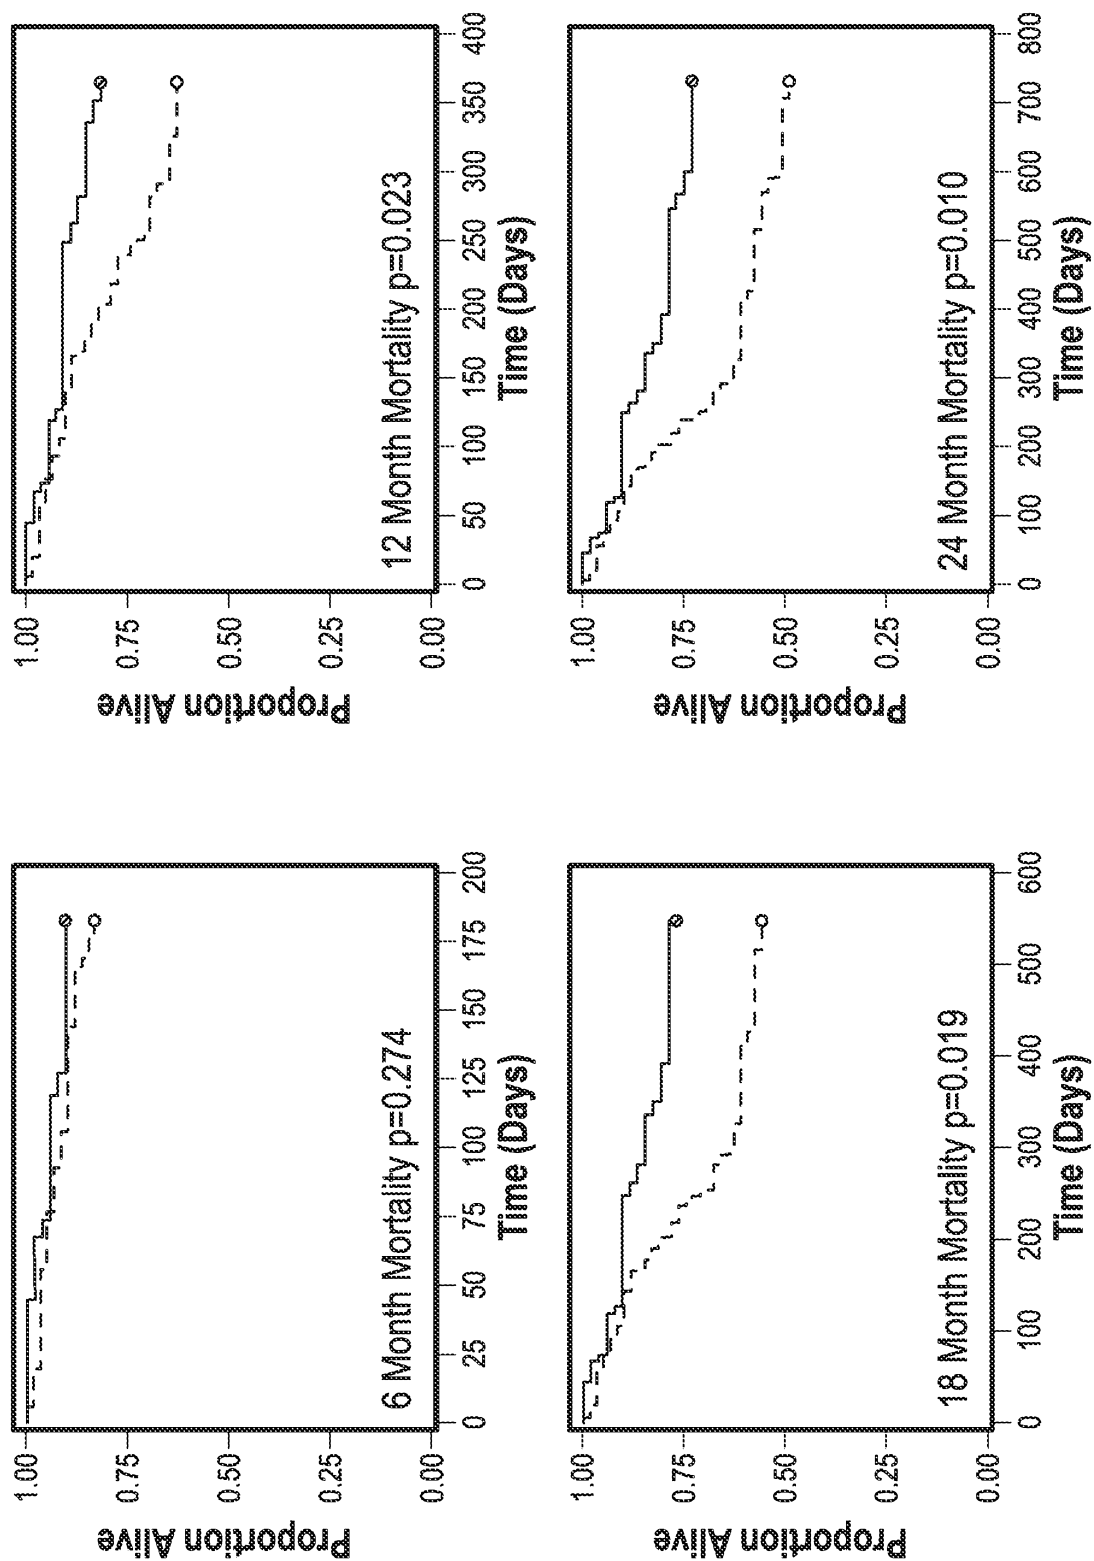 Proportion Alive
1.00
0.75
0.50
0.25
0.00
6 Month Mortality p=0.274
0 25 50 75 100 125 150 175 200
Time (Days)
Proportion Alive
1.00
0.75
0.50
0.25
0.00
12 Month Mortality p=0.023
0 50 100 150 200 250 300 350 400
Time (Days)
Proportion Alive
1.00
0.75
0.50
0.25
0.00
18 Month Mortality p=0.019
0 100 200 300 400 500 600
Time (Days)
Proportion Alive
1.00
0.75
0.50
0.25
0.00
24 Month Mortality p=0.010
0 100 200 300 400 500 600 700 800
Time (Days)